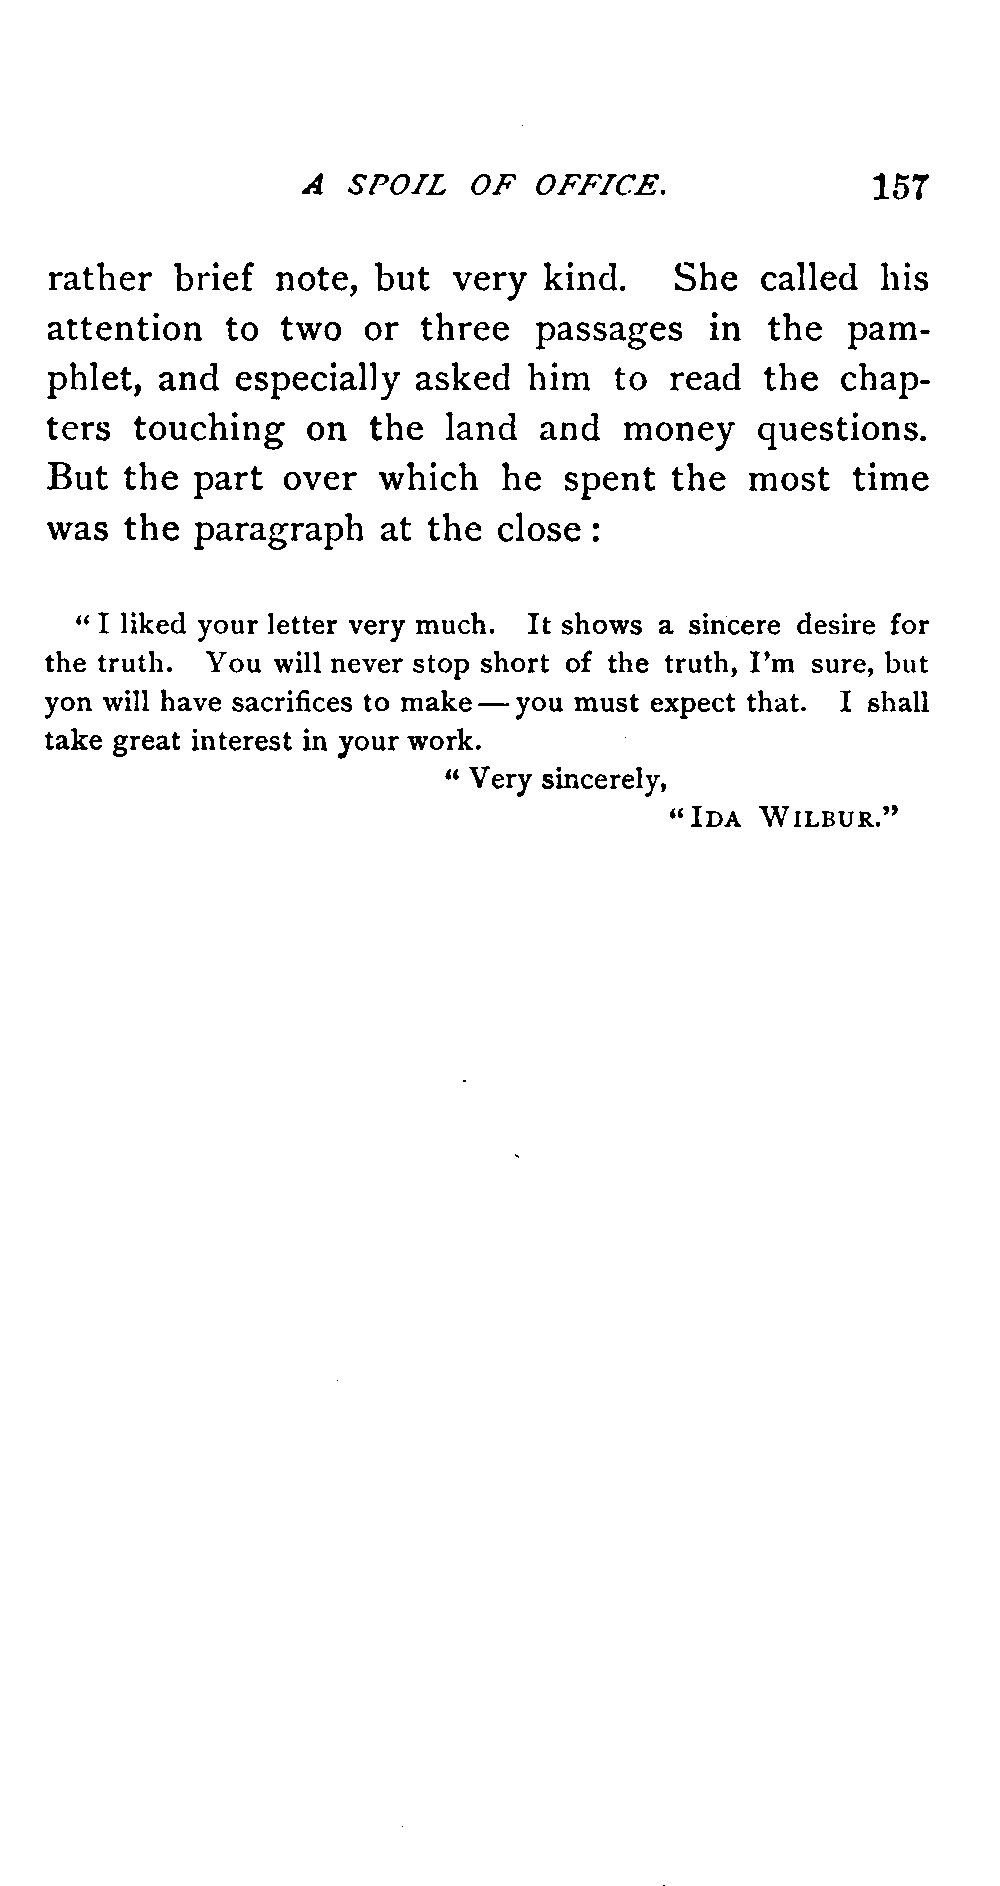 A SPOIL OF OFFICE. 157
rather brief note, but very kind. She called his
attention to two or three passages in the pam-
phlet, and especially asked him to read the chap-
ters touching on the land and money questions.
But the part over which he spent the most time
was the paragraph at the close :
“ I liked your letter very much. It shows a sincere desire for
the truth. You will never stop short of the truth, I’m sure, but
yon will have sacrifices to make — you must expect that. I shall
take great interest in your work.
“ Very sincerely,
“ IDA WILBUR.”